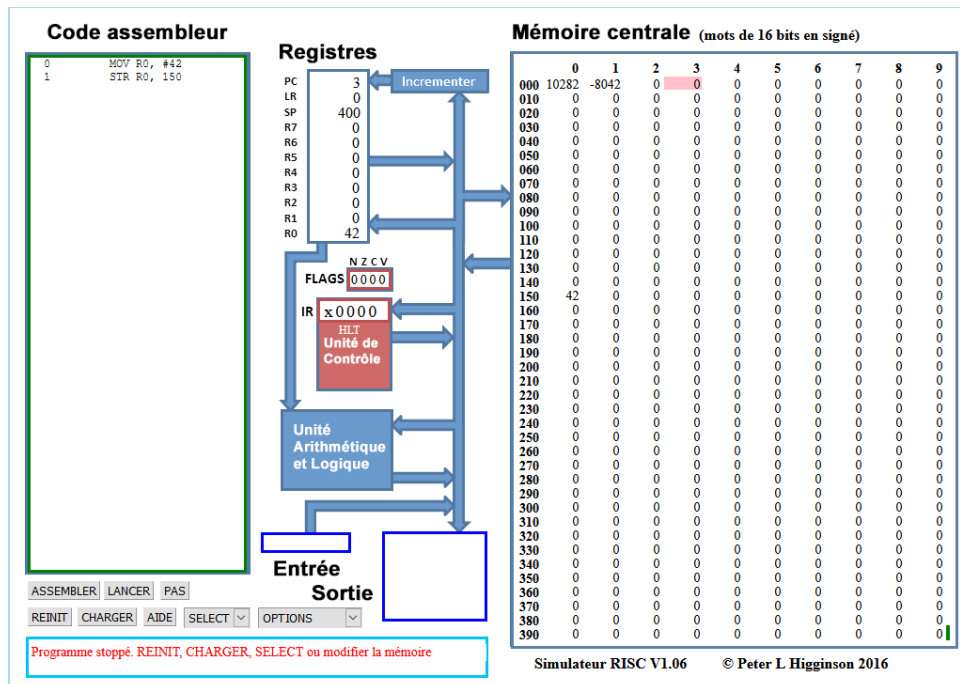 Code assembleur
0 MOV R0, #42
1 STR R0, 150
ASSEMBLER LANCER PAS
REINIT CHARGER AIDE SELECT OPTIONS
Programme stoppé. REINIT, CHARGER, SELECT ou modifier la mémoire
Registres
PC 3
LR 0
SP 400
R7 0
R6 0
R5 0
R4 0
R3 0
R2 0
R1 0
R0 42
Incrementer
N Z C V
FLAGS 0000
IR x0000
HLT
Unité de
Contrôle
Unité
Arithmétique
et Logique
Entrée
Sortie
Mémoire centrale (mots de 16 bits en signé)
0 1 2 3 4 5 6 7 8 9
000 10282 -8042 0 0 0 0 0 0 0 0
010 0 0 0 0 0 0 0 0 0 0
020 0 0 0 0 0 0 0 0 0 0
030 0 0 0 0 0 0 0 0 0 0
040 0 0 0 0 0 0 0 0 0 0
050 0 0 0 0 0 0 0 0 0 0
060 0 0 0 0 0 0 0 0 0 0
070 0 0 0 0 0 0 0 0 0 0
080 0 0 0 0 0 0 0 0 0 0
090 0 0 0 0 0 0 0 0 0 0
100 0 0 0 0 0 0 0 0 0 0
110 0 0 0 0 0 0 0 0 0 0
120 0 0 0 0 0 0 0 0 0 0
130 0 0 0 0 0 0 0 0 0 0
140 0 0 0 0 0 0 0 0 0 0
150 42 0 0 0 0 0 0 0 0 0
160 0 0 0 0 0 0 0 0 0 0
170 0 0 0 0 0 0 0 0 0 0
180 0 0 0 0 0 0 0 0 0 0
190 0 0 0 0 0 0 0 0 0 0
200 0 0 0 0 0 0 0 0 0 0
210 0 0 0 0 0 0 0 0 0 0
220 0 0 0 0 0 0 0 0 0 0
230 0 0 0 0 0 0 0 0 0 0
240 0 0 0 0 0 0 0 0 0 0
250 0 0 0 0 0 0 0 0 0 0
260 0 0 0 0 0 0 0 0 0 0
270 0 0 0 0 0 0 0 0 0 0
280 0 0 0 0 0 0 0 0 0 0
290 0 0 0 0 0 0 0 0 0 0
300 0 0 0 0 0 0 0 0 0 0
310 0 0 0 0 0 0 0 0 0 0
320 0 0 0 0 0 0 0 0 0 0
330 0 0 0 0 0 0 0 0 0 0
340 0 0 0 0 0 0 0 0 0 0
350 0 0 0 0 0 0 0 0 0 0
360 0 0 0 0 0 0 0 0 0 0
370 0 0 0 0 0 0 0 0 0 0
380 0 0 0 0 0 0 0 0 0 0
390 0 0 0 0 0 0 0 0 0 0
Simulateur RISC V1.06 © Peter L Higginson 2016